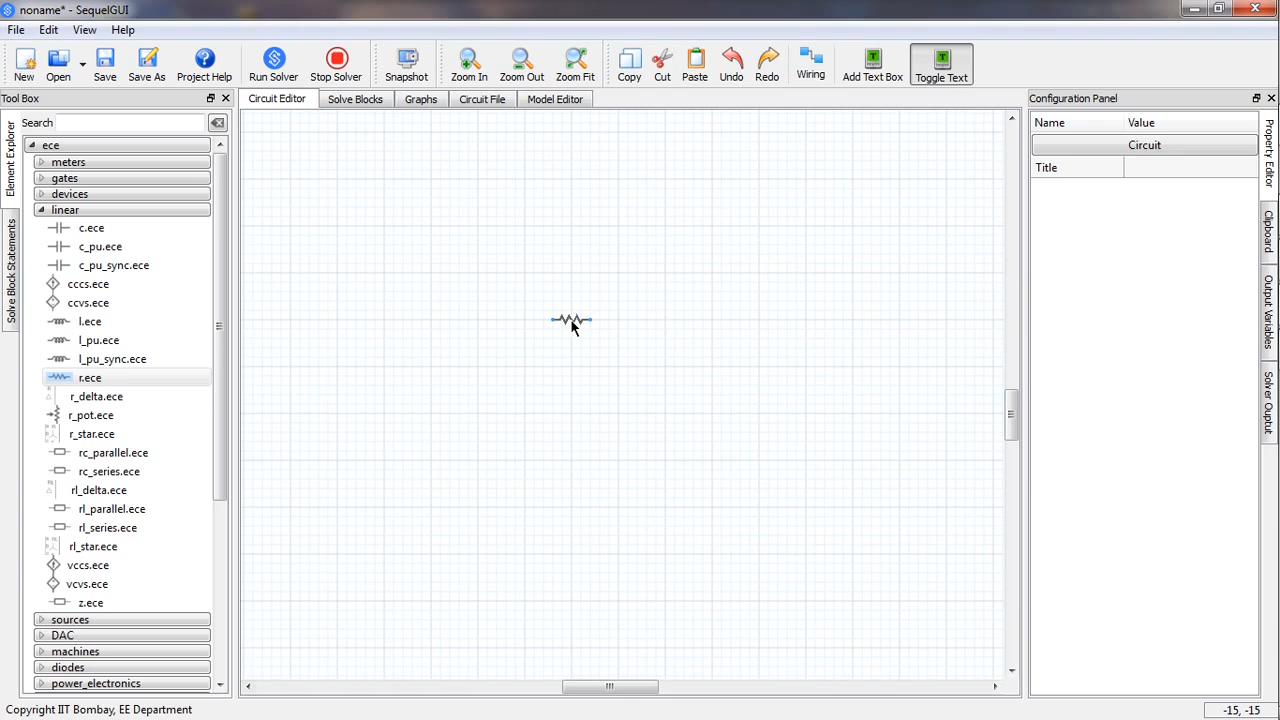 noname* - SequelGUI
File Edit View Help
New Open Save Save As Project Help Run Solver Stop Solver Snapshot Zoom In Zoom Out Zoom Fit Copy Cut Paste Undo Redo Wiring Add Text Box Toggle Text
Tool Box
Circuit Editor Solve Blocks Graphs Circuit File Model Editor
Configuration Panel
Search
Name Value
Element Explorer
Solve Block Statements
ece
meters
gates
devices
linear
c.ece
c_pu.ece
c_pu_sync.ece
cccs.ece
ccvs.ece
l.ece
l_pu.ece
l_pu_sync.ece
r.ece
r_delta.ece
r_pot.ece
r_star.ece
rc_parallel.ece
rc_series.ece
rl_delta.ece
rl_parallel.ece
rl_series.ece
rl_star.ece
vccs.ece
vcvs.ece
z.ece
sources
DAC
machines
diodes
power_electronics
Circuit
Title
Property Editor
Clipboard
Output Variables
Solver Ouptut
Copyright IIT Bombay, EE Department
-15, -15